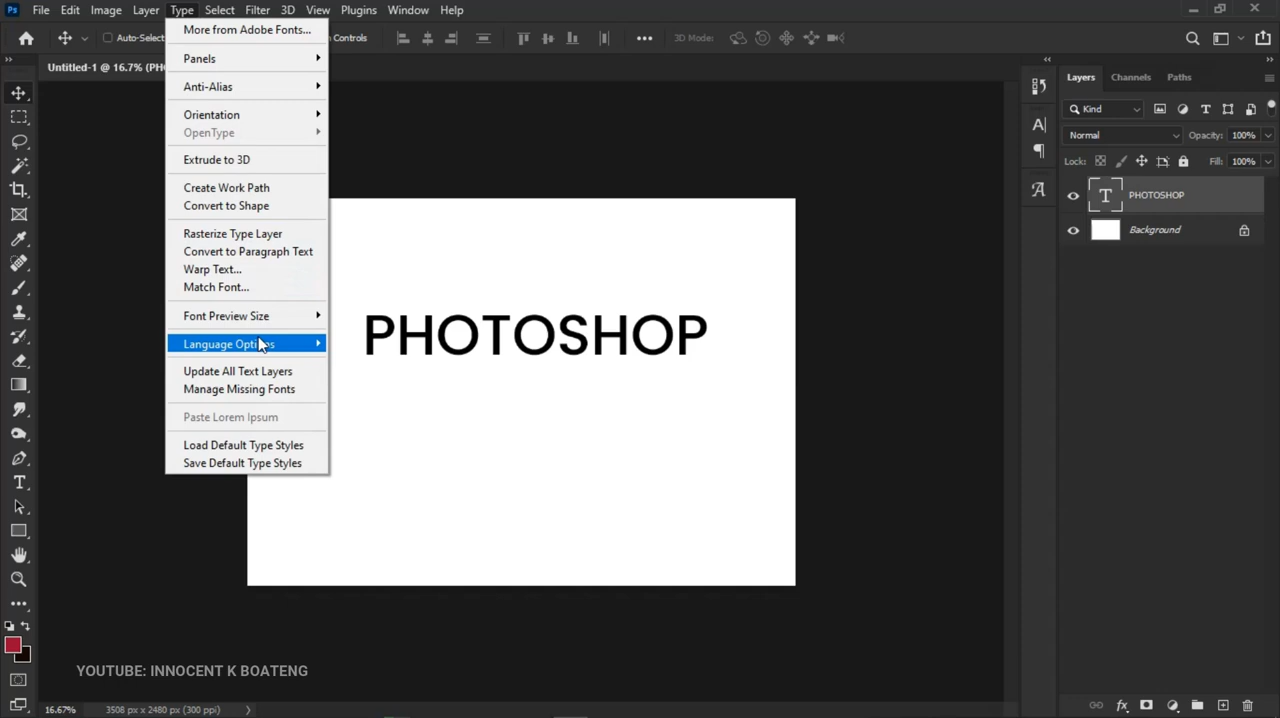 Ps File Edit Image Layer Type Select Filter 3D View Plugins Window Help
Auto-Select
Controls
3D Mode:
Untitled-1 @ 16.7% (PH
More from Adobe Fonts...
Panels
Anti-Alias
Orientation
OpenType
Extrude to 3D
Create Work Path
Convert to Shape
Rasterize Type Layer
Convert to Paragraph Text
Warp Text...
Match Font...
Font Preview Size
Language Options
Update All Text Layers
Manage Missing Fonts
Paste Lorem Ipsum
Load Default Type Styles
Save Default Type Styles
PHOTOSHOP
Layers Channels Paths
Kind
Normal Opacity: 100%
Lock: Fill: 100%
T PHOTOSHOP
Background
YOUTUBE: INNOCENT K BOATENG
16.67% 3508 px x 2480 px (300 ppi)